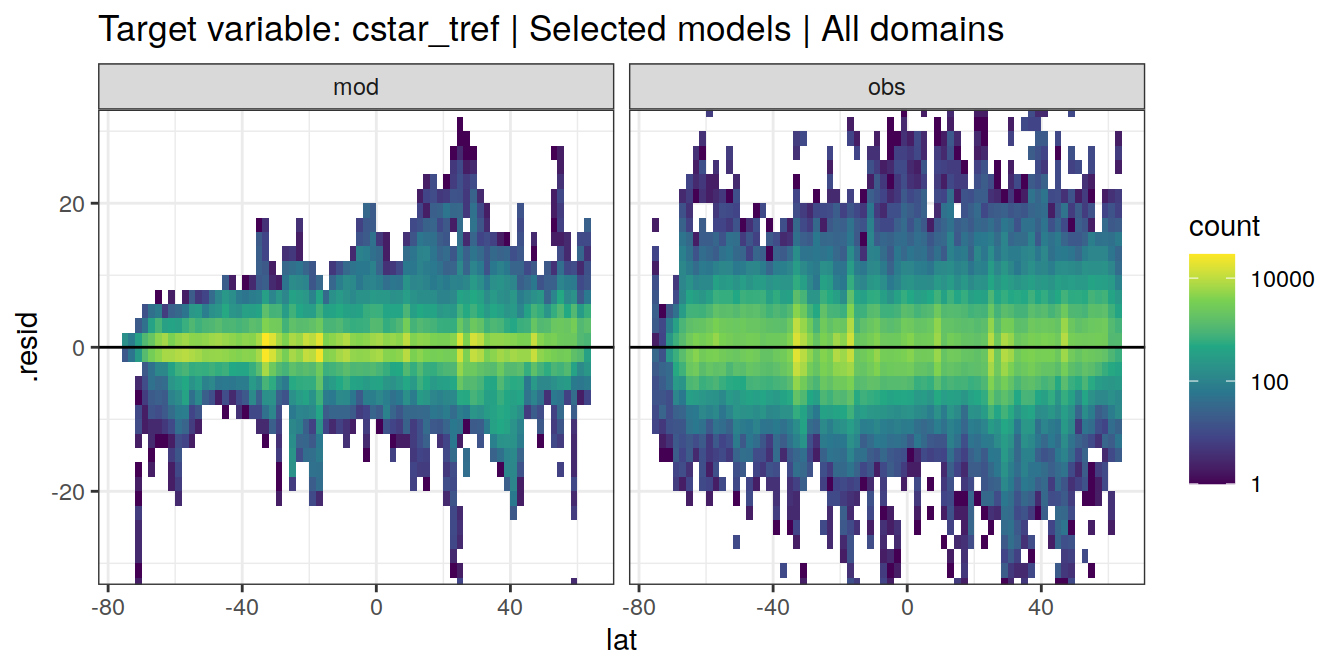 Target variable: cstar_tref | Selected models | All domains
mod
obs
.resid
20
0
-20
-80
-40
0
40
-80
-40
0
40
lat
count
10000
100
1